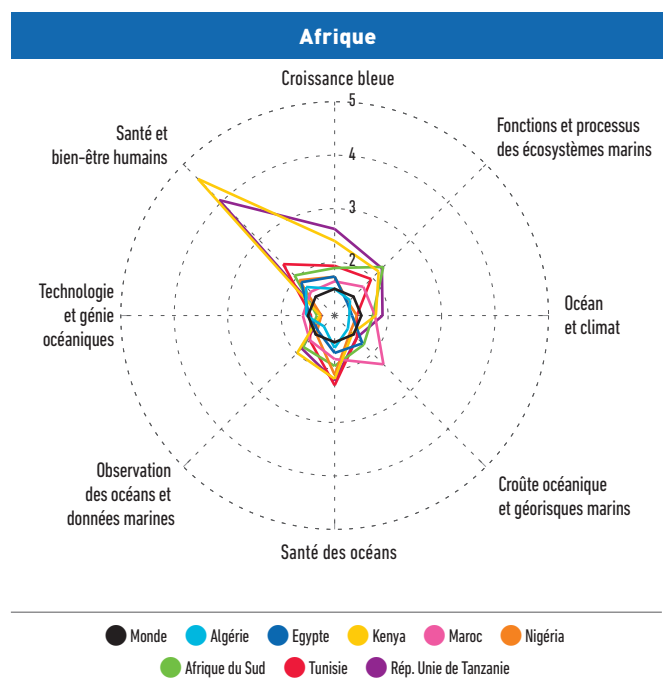 Afrique
Croissance bleue
5
4
3
2
Fonctions et processus
des écosystèmes marins
Océan
et climat
Croûte océanique
et géorisques marins
Santé des océans
Observation
des océans et
données marines
Technologie
et génie
océaniques
Santé et
bien-être humains
Monde Algérie Egypte Kenya Maroc Nigéria
Afrique du Sud Tunisie Rép. Unie de Tanzanie